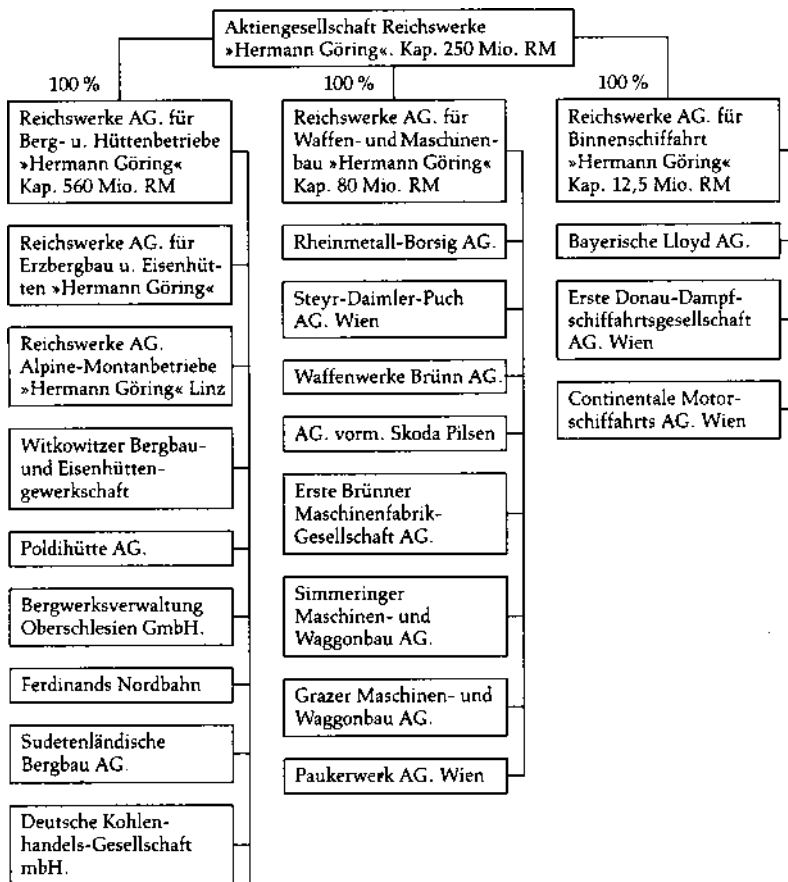 Aktiengesellschaft Reichswerke
»Hermann Göring«. Kap. 250 Mio. RM
100 %
Reichswerke AG. für
Berg- u. Hüttenbetriebe
»Hermann Göring«
Kap. 560 Mio. RM
Reichswerke AG. für
Erzbergbau u. Eisenhüt-
ten »Hermann Göring«
Reichswerke AG.
Alpine-Montanbetriebe
»Hermann Göring« Linz
Witkowitzer Bergbau-
und Eisenhütten-
gewerkschaft
Poldihütte AG.
Bergwerksverwaltung
Oberschlesien GmbH.
Ferdinands Nordbahn
Sudetenländische
Bergbau AG.
Deutsche Kohlen-
handels-Gesellschaft
mbH.
100 %
Reichswerke AG. für
Waffen- und Maschinen-
bau »Hermann Göring«
Kap. 80 Mio. RM
Rheinmetall-Borsig AG.
Steyr-Daimler-Puch
AG. Wien
Waffenwerke Brünn AG.
AG. vorm. Skoda Pilsen
Erste Brünner
Maschinenfabrik-
Gesellschaft AG.
Simmeringer
Maschinen- und
Waggonbau AG.
Grazer Maschinen- und
Waggonbau AG.
Paukerwerk AG. Wien
100 %
Reichswerke AG. für
Binnenschiffahrt
»Hermann Göring«
Kap. 12,5 Mio. RM
Bayerische Lloyd AG.
Erste Donau-Dampf-
schiffahrtsgesellschaft
AG. Wien
Continentale Motor-
schiffahrts AG. Wien